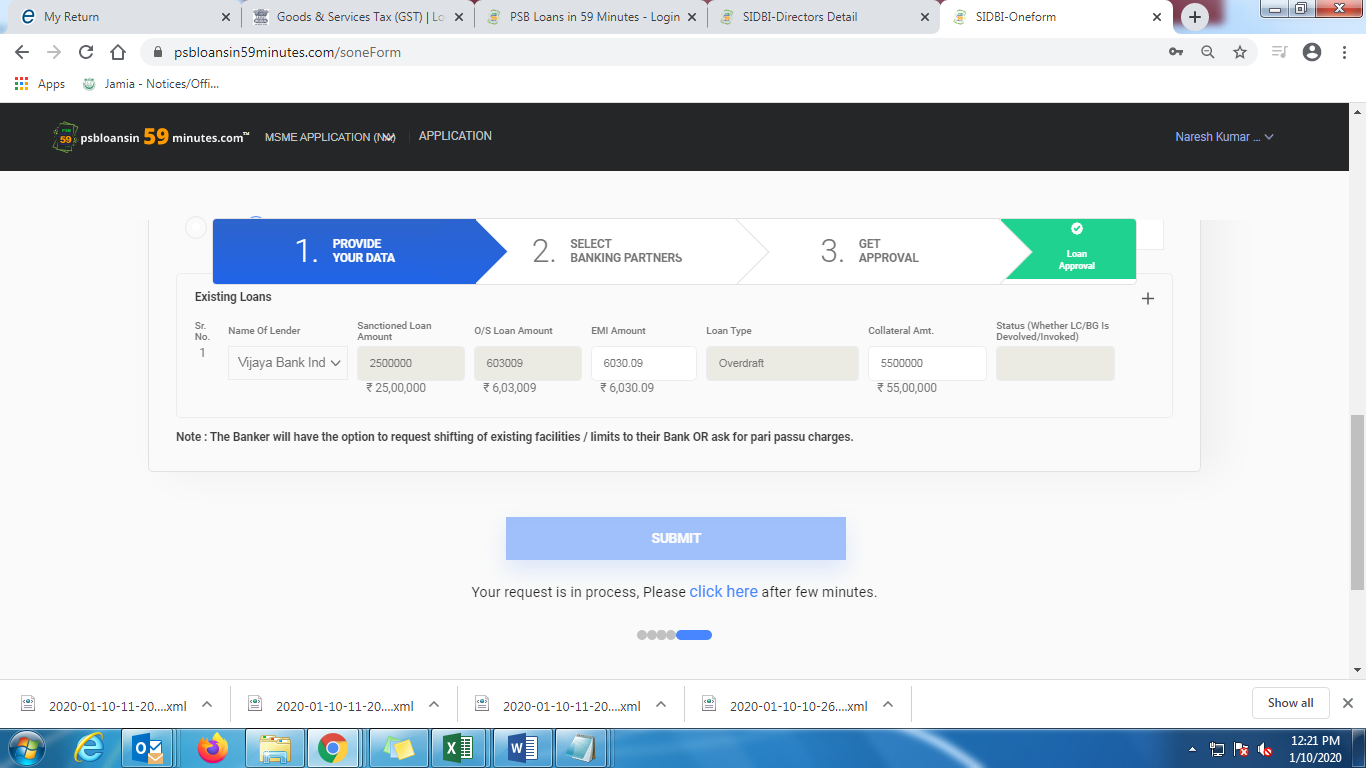 My Return
Goods & Services Tax (GST) | Lo
PSB Loans in 59 Minutes - Login
SIDBI-Directors Detail
SIDBI-Oneform
psbloansin59minutes.com/soneForm
Apps
Jamia - Notices/Offi...
PSB 59 psbloansin 59 minutes.com™
MSME APPLICATION
APPLICATION
Naresh Kumar ...
1. PROVIDE YOUR DATA
2. SELECT BANKING PARTNERS
3. GET APPROVAL
Loan Approval
Existing Loans
Sr. No.
Name Of Lender
Sanctioned Loan Amount
O/S Loan Amount
EMI Amount
Loan Type
Collateral Amt.
Status (Whether LC/BG Is Devolved/Invoked)
1
Vijaya Bank Ind
2500000
603009
6030.09
Overdraft
5500000
₹ 25,00,000
₹ 6,03,009
₹ 6,030.09
₹ 55,00,000
Note : The Banker will have the option to request shifting of existing facilities / limits to their Bank OR ask for pari passu charges.
SUBMIT
Your request is in process, Please click here after few minutes.
2020-01-10-11-20....xml
2020-01-10-11-20....xml
2020-01-10-11-20....xml
2020-01-10-10-26....xml
Show all
12:21 PM
1/10/2020